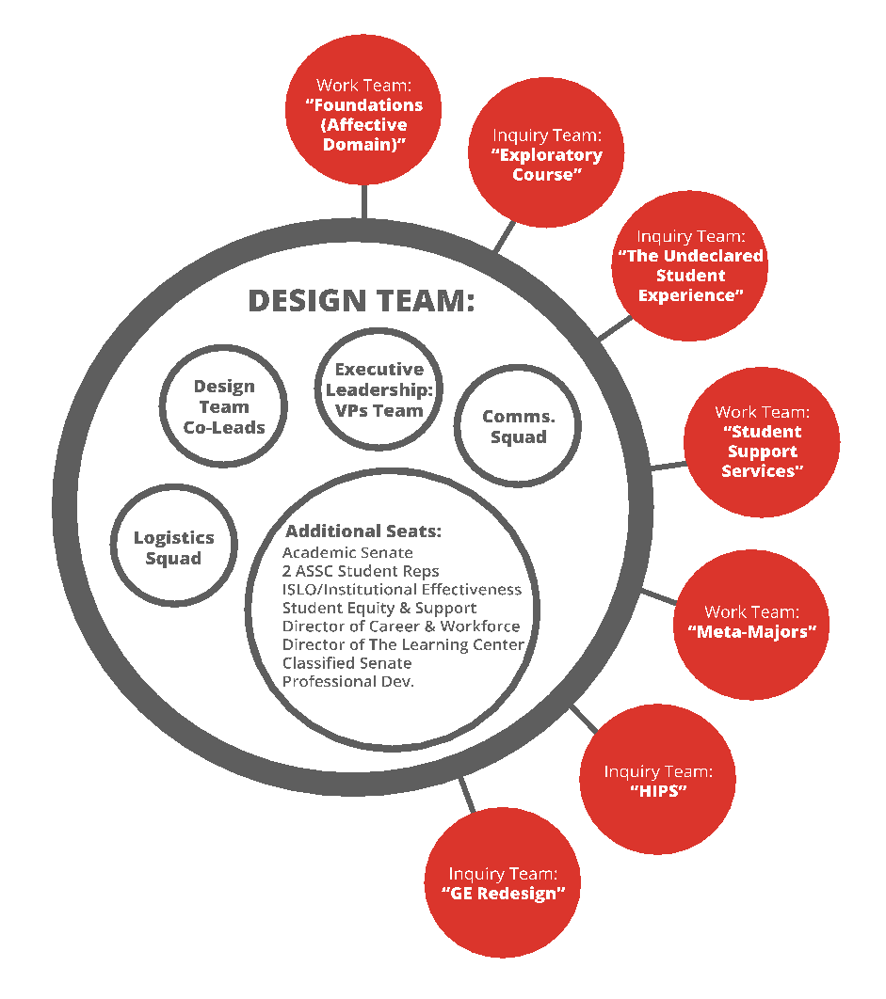 Work Team:
“Foundations
(Affective
Domain)”
Inquiry Team:
“Exploratory
Course”
Inquiry Team:
“The Undeclared
Student
Experience”
DESIGN TEAM:
Design
Team
Co-Leads
Executive
Leadership:
VPs Team
Comms.
Squad
Work Team:
“Student
Support
Services”
Logistics
Squad
Additional Seats:
Academic Senate
2 ASSC Student Reps
ISLO/Institutional Effectiveness
Student Equity & Support
Director of Career & Workforce
Director of The Learning Center
Classified Senate
Professional Dev.
Work Team:
“Meta-Majors”
Inquiry Team:
“HIPS”
Inquiry Team:
“GE Redesign”